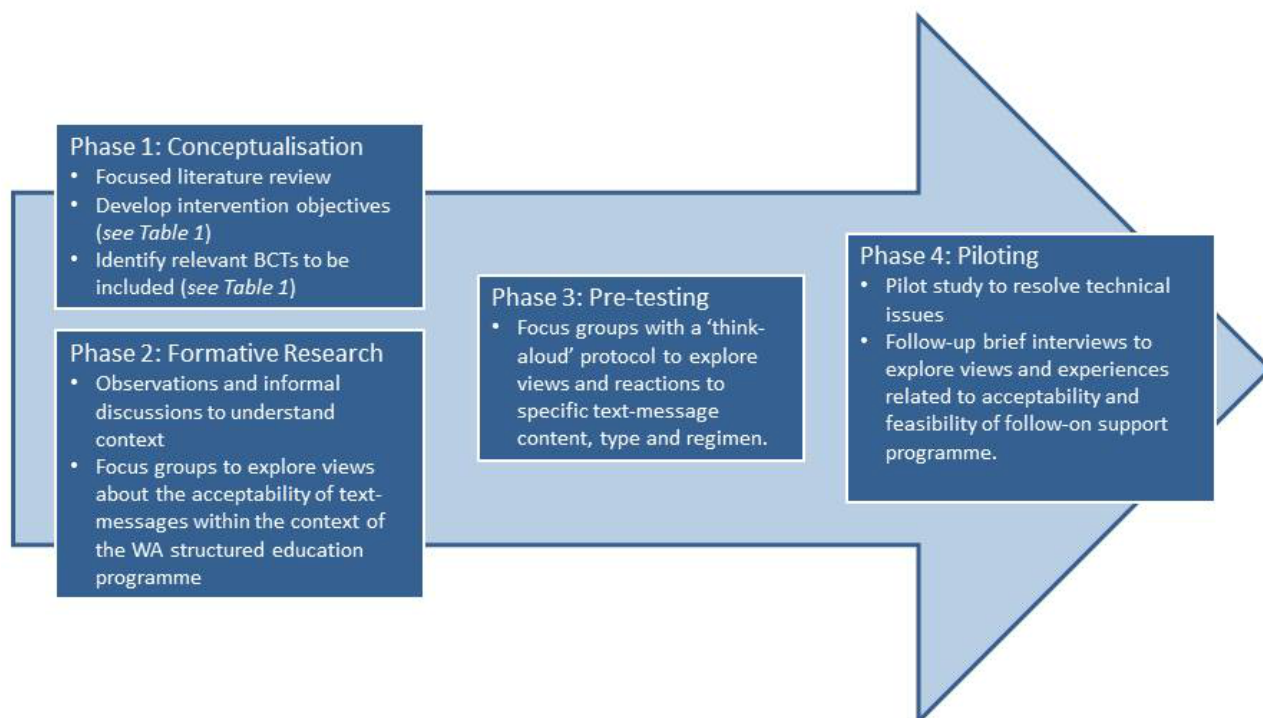 Phase 1: Conceptualisation
• Focused literature review
• Develop intervention objectives
(see Table 1)
• Identify relevant BCTs to be
included (see Table 1)
Phase 2: Formative Research
• Observations and informal
discussions to understand
context
• Focus groups to explore views
about the acceptability of text-
messages within the context of
the WA structured education
programme
Phase 3: Pre-testing
• Focus groups with a ‘think-
aloud’ protocol to explore
views and reactions to
specific text-message
content, type and regimen.
Phase 4: Piloting
• Pilot study to resolve technical
issues
• Follow-up brief interviews to
explore views and experiences
related to acceptability and
feasibility of follow-on support
programme.